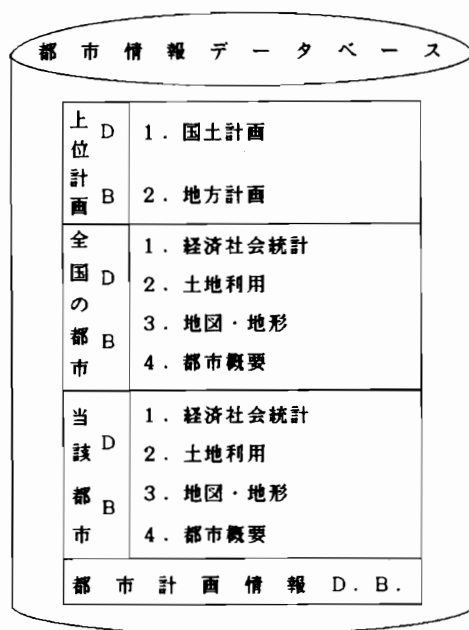 都市情報データベース
上位計画DB
1.国土計画
2.地方計画
全国の都市DB
1.経済社会統計
2.土地利用
3.地図・地形
4.都市概要
当該都市DB
1.経済社会統計
2.土地利用
3.地図・地形
4.都市概要
都市計画情報D.B.